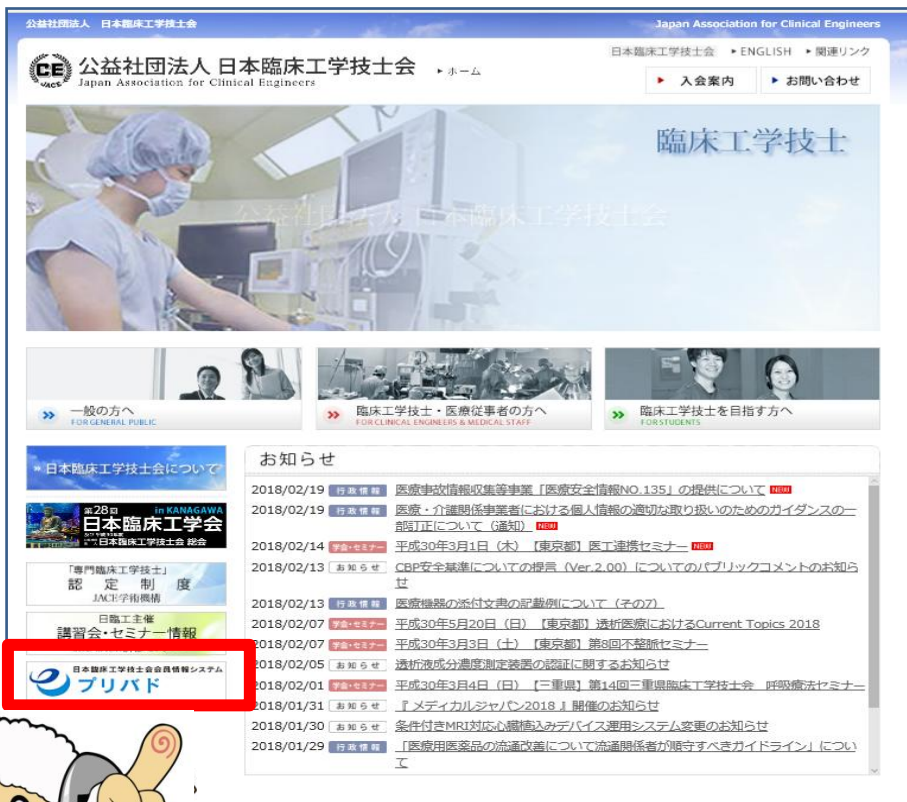 公益社団法人 日本臨床工学技士会
Japan Association for Clinical Engineers
CE
JACE
公益社団法人 日本臨床工学技士会
Japan Association for Clinical Engineers
ホーム
日本臨床工学技士会 ENGLISH 関連リンク
入会案内 お問い合わせ
臨床工学技士
公益社団法人 日本臨床工学技士会
一般の方へ
FOR GENERAL PUBLIC
臨床工学技士・医療従事者の方へ
FOR CLINICAL ENGINEERS & MEDICAL STAFF
臨床工学技士を目指す方へ
FOR STUDENTS
日本臨床工学技士会について
第28回 in KANAGAWA
日本臨床工学会
日本臨床工学技士会 総会
「専門臨床工学技士」
認定制度
JACE学術機構
日臨工主催
講習会・セミナー情報
日本臨床工学技士会会員情報システム
プリバド
お知らせ
2018/02/19 行政情報 医療事故情報収集等事業「医療安全情報NO.135」の提供について NEW
2018/02/19 行政情報 医療・介護関係事業者における個人情報の適切な取り扱いのためのガイダンスの一
部訂正について（通知） NEW
2018/02/14 学会・セミナー 平成30年3月1日（木）【東京都】医工連携セミナー NEW
2018/02/13 お知らせ CBP安全基準についての提言（Ver.2.00）についてのパブリックコメントのお知ら
せ
2018/02/13 行政情報 医療機器の添付文書の記載例について（その7）
2018/02/07 学会・セミナー 平成30年5月20日（日）【東京都】透析医療におけるCurrent Topics 2018
2018/02/07 学会・セミナー 平成30年3月3日（土）【東京都】第8回不整脈セミナー
2018/02/05 お知らせ 透析液成分濃度測定装置の認証に関するお知らせ
2018/02/01 学会・セミナー 平成30年3月4日（日）【三重県】第14回三重県臨床工学技士会 呼吸療法セミナー
2018/01/31 お知らせ 『メディカルジャパン2018』開催のお知らせ
2018/01/30 お知らせ 条件付きMRI対応心臓植込みデバイス運用システム変更のお知らせ
2018/01/29 行政情報 「医療用医薬品の流通改善について流通関係者が順守すべきガイドライン」につい
て